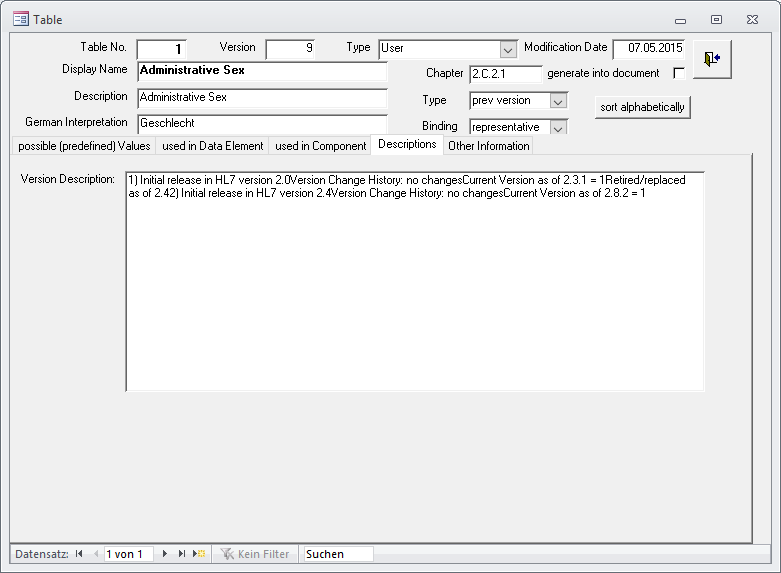 Table
Table No. 1 Version 9 Type User Modification Date 07.05.2015
Display Name Administrative Sex Chapter 2.C.2.1 generate into document
Description Administrative Sex Type prev version sort alphabetically
German Interpretation Geschlecht Binding representative
possible (predefined) Values used in Data Element used in Component Descriptions Other Information
Version Description: 1) Initial release in HL7 version 2.0Version Change History: no changesCurrent Version as of 2.3.1 = 1Retired/replaced
as of 2.42) Initial release in HL7 version 2.4Version Change History: no changesCurrent Version as of 2.8.2 = 1
Datensatz: 1 von 1 Kein Filter Suchen